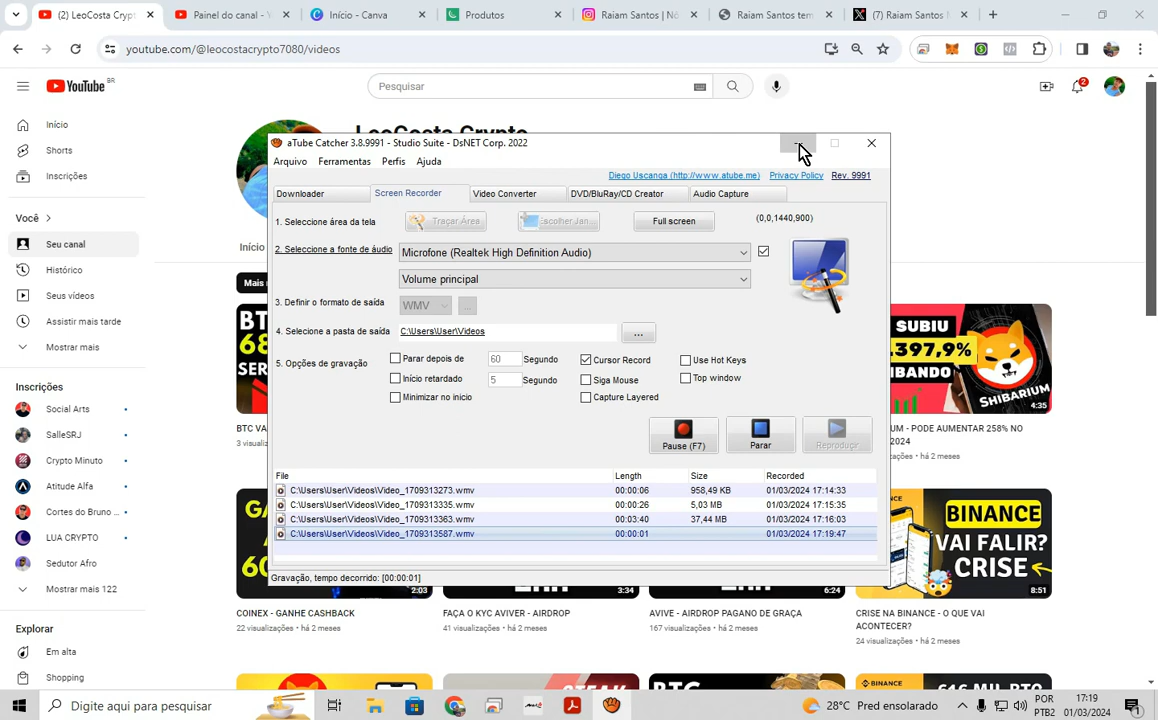 (2) LeoCosta Crypt
Painel do canal - Y
Início - Canva
Produtos
Raiam Santos | Nô
Raiam Santos tem
(7) Raiam Santos
youtube.com/@leocostacrypto7080/videos
YouTube BR
Pesquisar
2
Início
Shorts
Inscrições
Você
Seu canal
Histórico
Seus vídeos
Assistir mais tarde
Mostrar mais
Inscrições
Social Arts
SalleSRJ
Crypto Minuto
Atitude Alfa
Cortes do Bruno ...
LUA CRYPTO
Sedutor Afro
Mostrar mais 122
Explorar
Em alta
Shopping
LeoCosta Crypto
Início
Mais
aTube Catcher 3.8.9991 - Studio Suite - DsNET Corp. 2022
Arquivo Ferramentas Perfis Ajuda
Diego Uscanga (http://www.atube.me) Privacy Policy Rev. 9991
Downloader Screen Recorder Video Converter DVD/BluRay/CD Creator Audio Capture
1. Seleccione área da tela
Traçar Área
Escolher Jan
Full screen
(0,0,1440,900)
2. Seleccione a fonte de áudio
Microfone (Realtek High Definition Audio)
Volume principal
3. Definir o formato de saída
WMV
...
4. Selecione a pasta de saída
C:\Users\User\Videos
...
5. Opções de gravação
Parar depois de 60 Segundo
Início retardado 5 Segundo
Minimizar no inicio
Cursor Record
Siga Mouse
Capture Layered
Use Hot Keys
Top window
Pause (F7)
Parar
Reproduzir
File Length Size Recorded
C:\Users\User\Videos\Video_1709313273.wmv 00:00:06 958,49 KB 01/03/2024 17:14:33
C:\Users\User\Videos\Video_1709313335.wmv 00:00:26 5,03 MB 01/03/2024 17:15:35
C:\Users\User\Videos\Video_1709313363.wmv 00:03:40 37,44 MB 01/03/2024 17:16:03
C:\Users\User\Videos\Video_1709313587.wmv 00:00:01 01/03/2024 17:19:47
Gravação, tempo decorrido: [00:00:01]
BTC VA
3 visualiza
SUBIU
.397,9%
BANDO
SHIBARIUM
4:35
UM - PODE AUMENTAR 258% NO
2024
es • há 2 meses
2:03
3:34
6:24
COINEX - GANHE CASHBACK
22 visualizações • há 2 meses
FAÇA O KYC AVIVER - AIRDROP
41 visualizações • há 2 meses
AVIVE - AIRDROP PAGANO DE GRAÇA
167 visualizações • há 2 meses
BINANCE
VAI FALIR?
CRISE
8:51
CRISE NA BINANCE - O QUE VAI
ACONTECER?
24 visualizações • há 2 meses
BINANCE
Digite aqui para pesquisar
28°C Pred ensolarado
POR
PTB2
17:19
01/03/2024
1